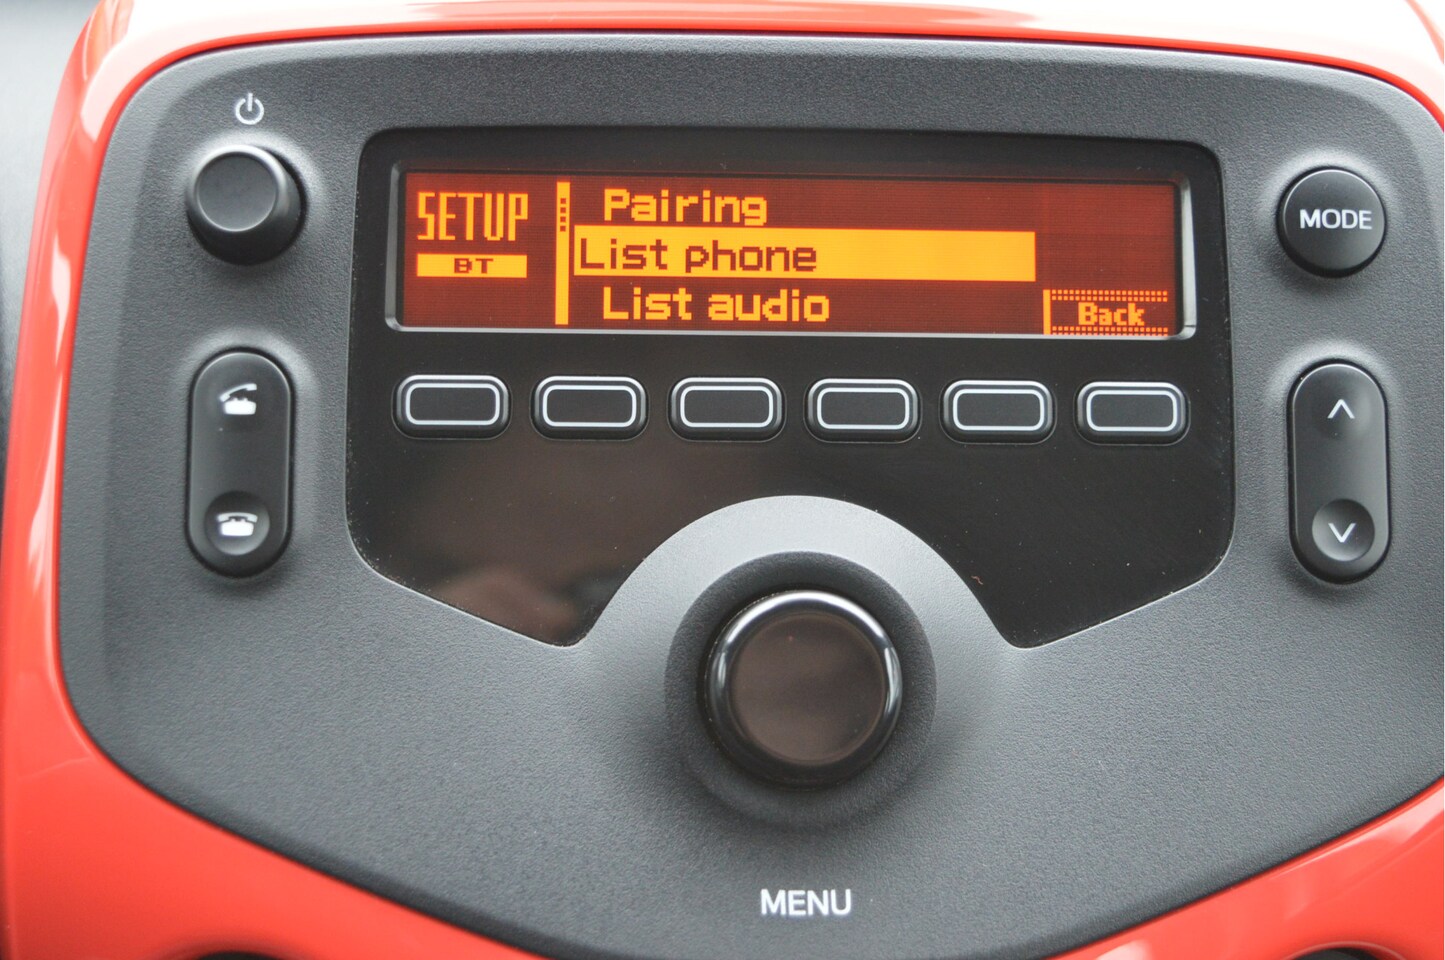 SETUP
BT
Pairing
List phone
List audio
Back
MODE
MENU